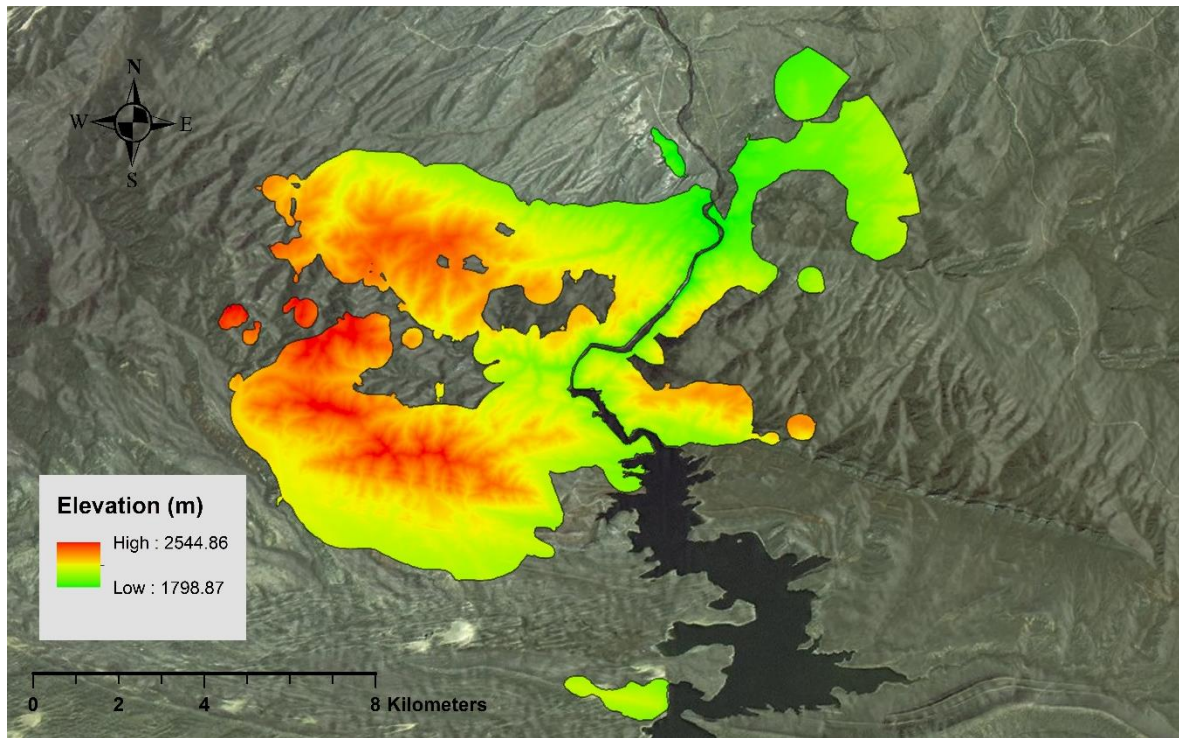 N
W E
S
Elevation (m)
High : 2544.86
Low : 1798.87
0 2 4 8 Kilometers